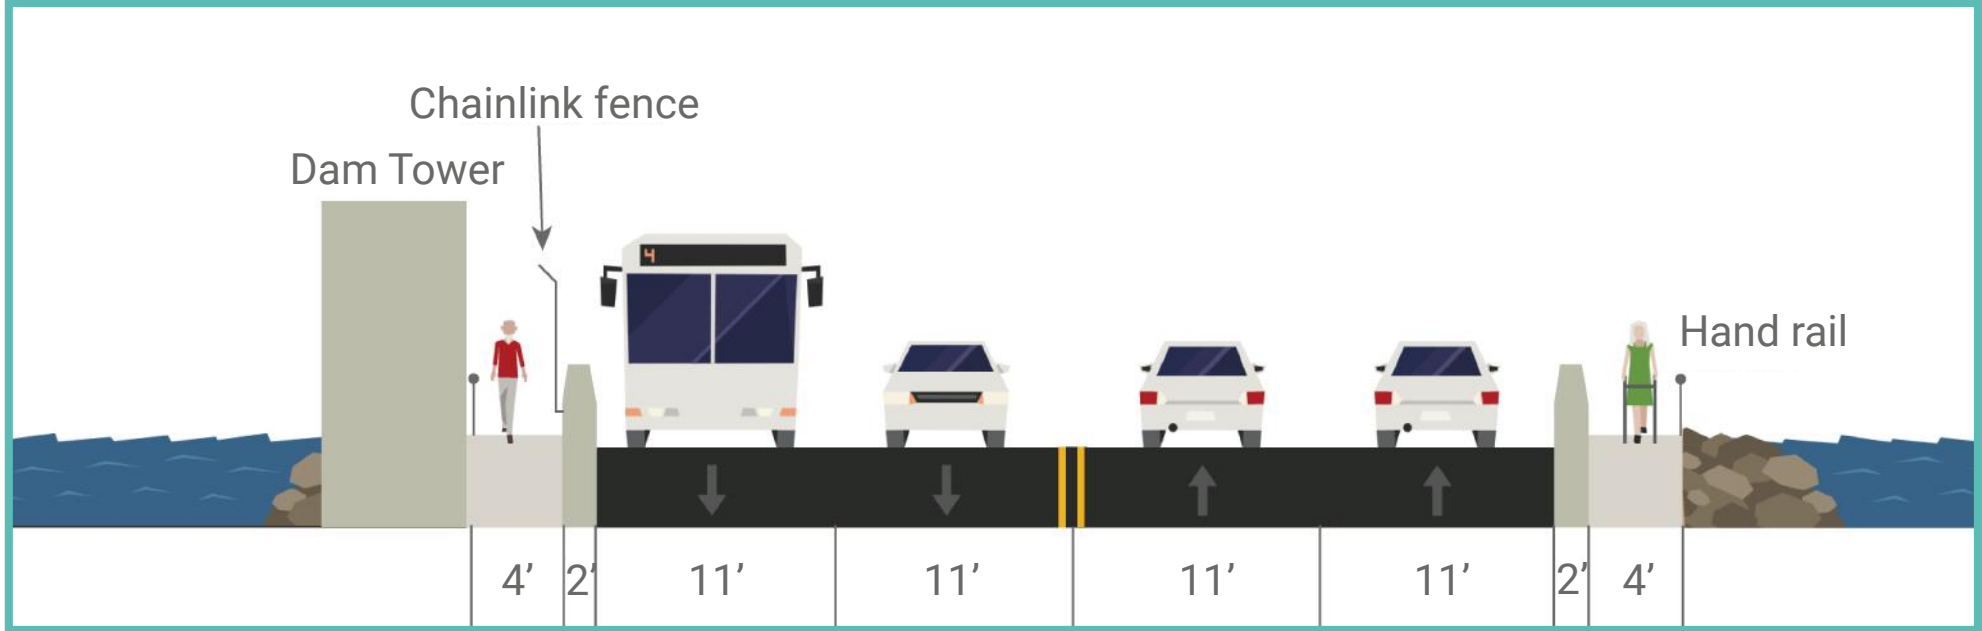 Chainlink fence
Dam Tower
4
Hand rail
4’ 2’ 11’ 11’ 11’ 11’ 2’ 4’